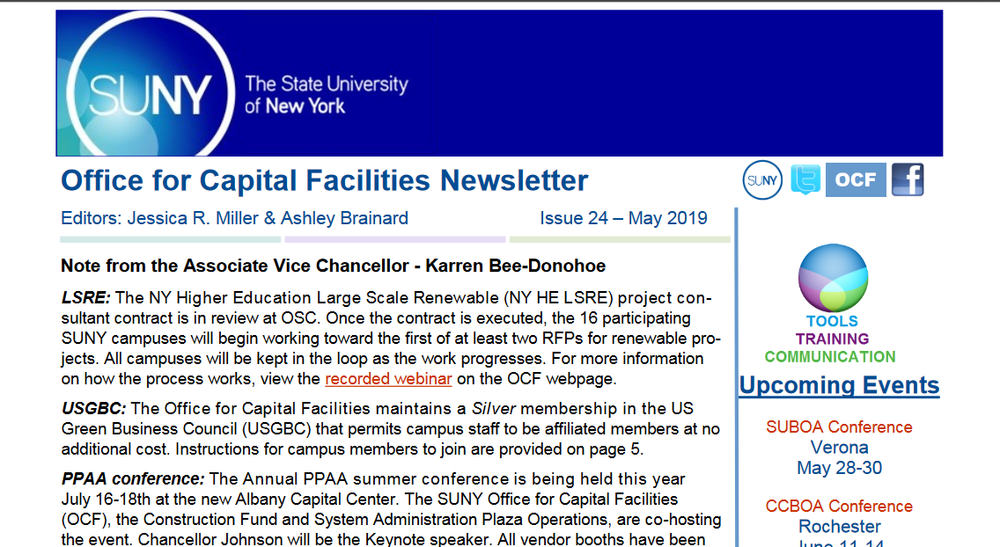 SUNY
The State University
of New York
Office for Capital Facilities Newsletter
SUNY
OCF
Editors: Jessica R. Miller & Ashley Brainard
Issue 24 – May 2019
Note from the Associate Vice Chancellor - Karren Bee-Donohoe
LSRE: The NY Higher Education Large Scale Renewable (NY HE LSRE) project con-
sultant contract is in review at OSC. Once the contract is executed, the 16 participating
SUNY campuses will begin working toward the first of at least two RFPs for renewable pro-
jects. All campuses will be kept in the loop as the work progresses. For more information
on how the process works, view the recorded webinar on the OCF webpage.
USGBC: The Office for Capital Facilities maintains a Silver membership in the US
Green Business Council (USGBC) that permits campus staff to be affiliated members at no
additional cost. Instructions for campus members to join are provided on page 5.
PPAA conference: The Annual PPAA summer conference is being held this year
July 16-18th at the new Albany Capital Center. The SUNY Office for Capital Facilities
(OCF), the Construction Fund and System Administration Plaza Operations, are co-hosting
the event. Chancellor Johnson will be the Keynote speaker. All vendor booths have been
TOOLS
TRAINING
COMMUNICATION
Upcoming Events
SUBOA Conference
Verona
May 28-30
CCBOA Conference
Rochester
June 11-14